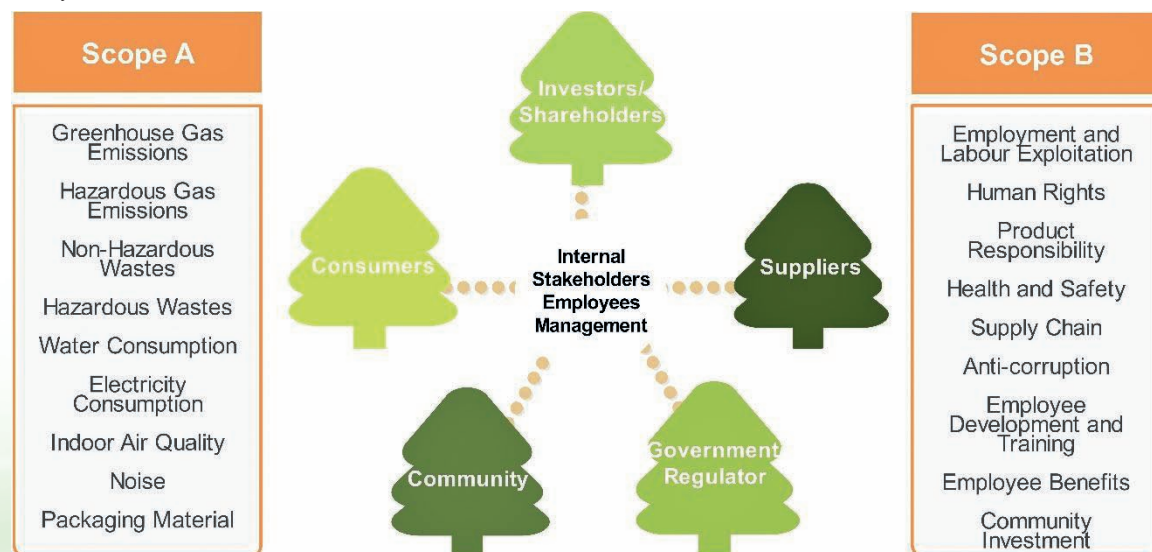 Scope A
Greenhouse Gas
Emissions
Hazardous Gas
Emissions
Non-Hazardous
Wastes
Hazardous Wastes
Water Consumption
Electricity
Consumption
Indoor Air Quality
Noise
Packaging Material
Investors/
Shareholders
Consumers
Internal
Stakeholders
Employees
Management
Suppliers
Community
Government
Regulator
Scope B
Employment and
Labour Exploitation
Human Rights
Product
Responsibility
Health and Safety
Supply Chain
Anti-corruption
Employee
Development and
Training
Employee Benefits
Community
Investment